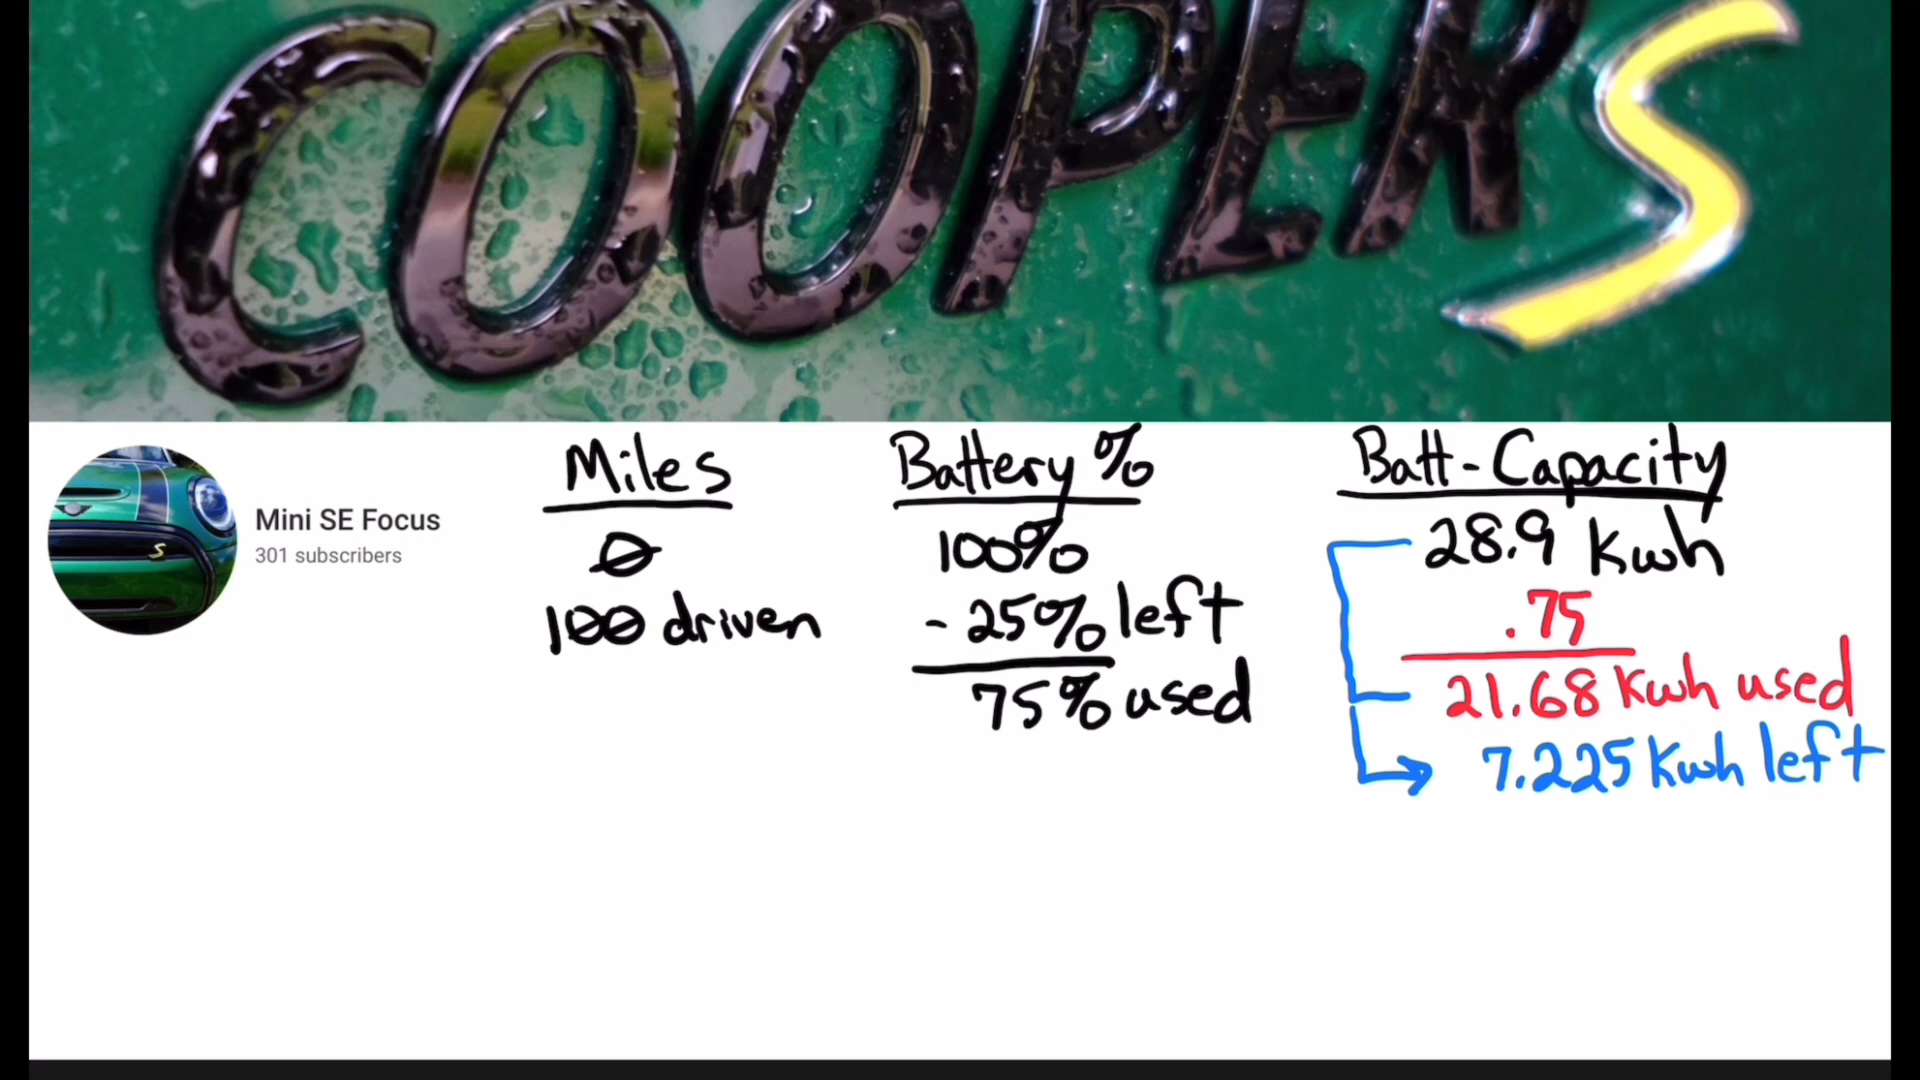 COOPER S
Mini SE Focus
301 subscribers
Miles
0
100 driven
Battery %
100%
- 25% left
75% used
Batt-Capacity
28.9 Kwh
.75
21.68 Kwh used
7.225 Kwh left